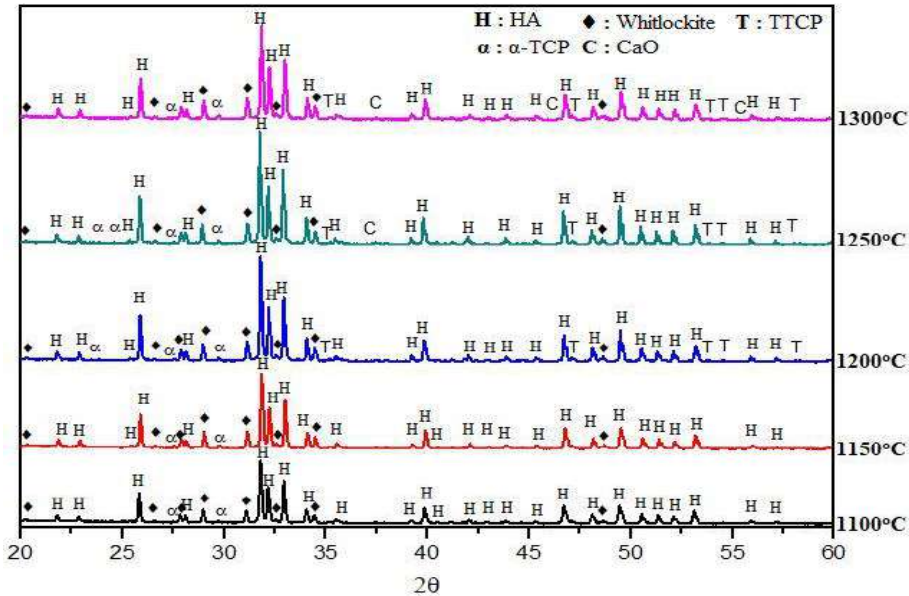 H : HA ◆ : Whitlockite T : TTCP
α : α-TCP C : CaO
◆ H H H H ◆ α H ◆ α ◆ H H ◆ H H ◆ T H C H H H H H H C H T H ◆ H H H H H T T C H H T
1300°C
◆ H H α α H H ◆ α H ◆ α ◆ H H ◆ H H ◆ T H C H H H H H H T H ◆ H H H H H T T H H T
1250°C
◆ H H α H H ◆ α ◆ H ◆ α ◆ H H ◆ H H ◆ T H H H H H H H H T H ◆ H H H H H T T H H T
1200°C
◆ H H H H ◆ α ◆ H ◆ α ◆ H H ◆ H H ◆ H H H H H H H H H H ◆ H H H H H H H
1150°C
◆ H H H ◆ α ◆ H ◆ α ◆ H H ◆ H H ◆ H H H H H H H H H H ◆ H H H H H H H
1100°C
20 25 30 35 40 45 50 55 60
2θ